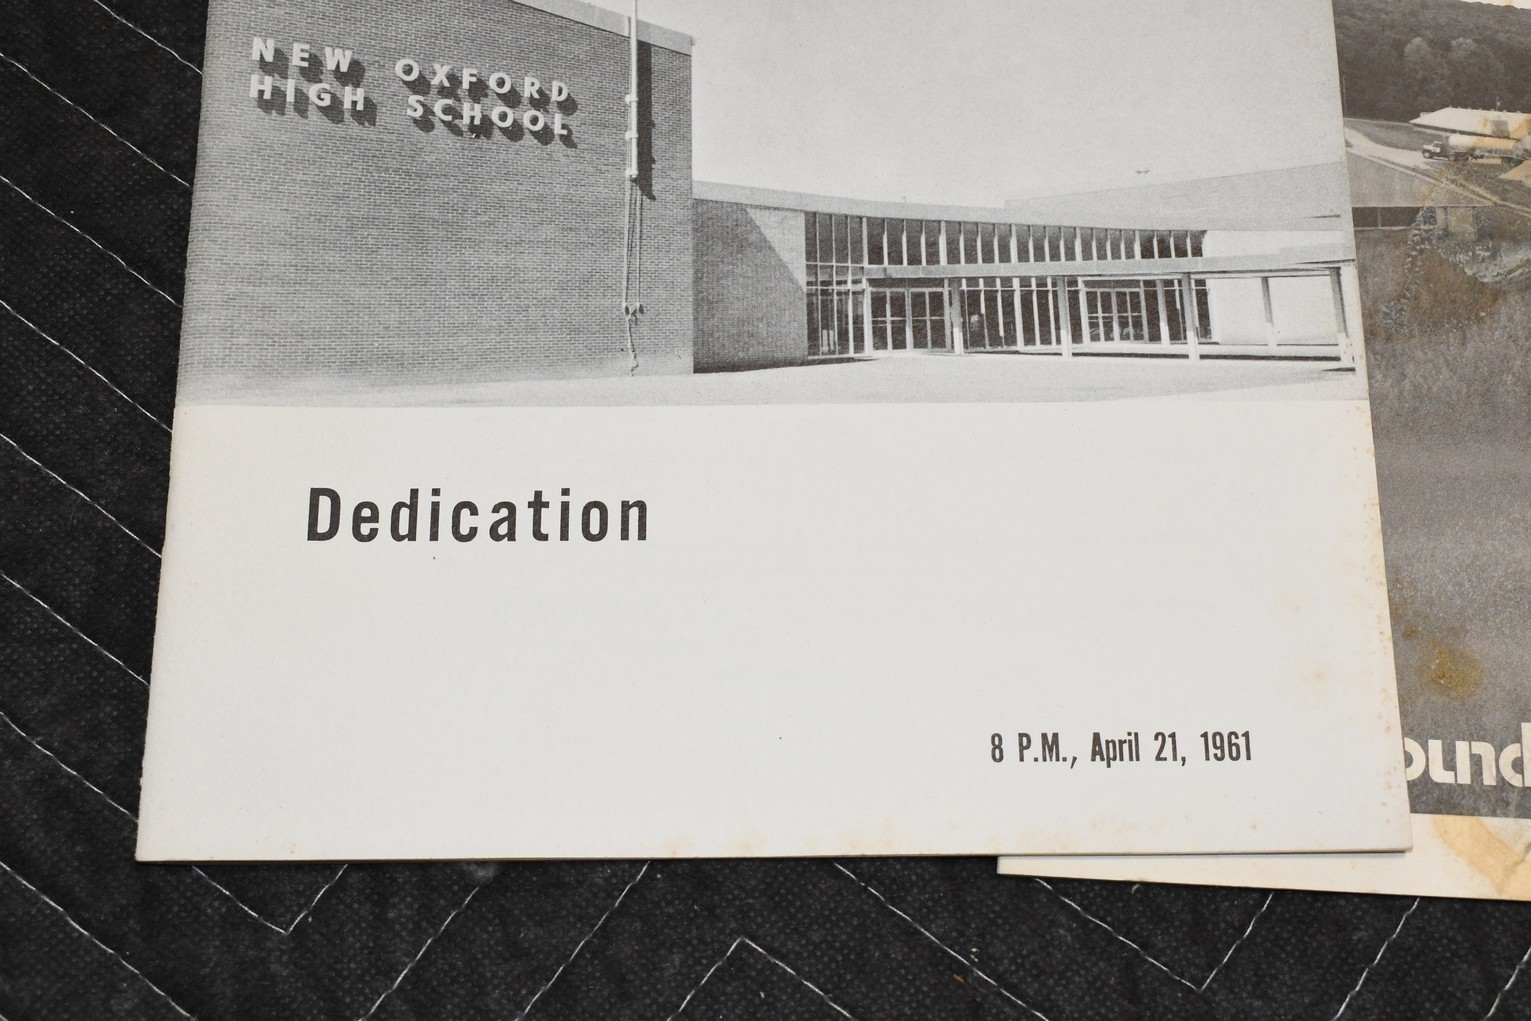 NEW OXFORD
HIGH SCHOOL
Dedication
8 P.M., April 21, 1961